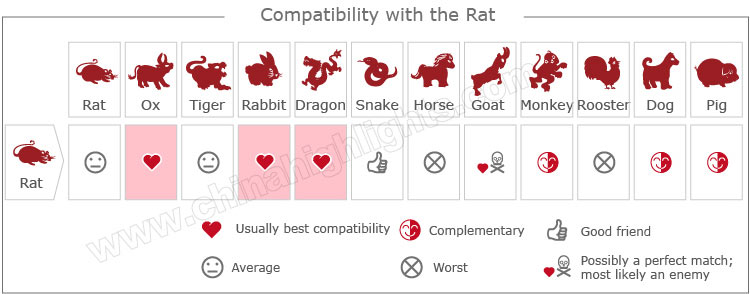 Compatibility with the Rat
Rat Ox Tiger Rabbit Dragon Snake Horse Goat Monkey Rooster Dog Pig
Rat
Usually best compatibility Complementary Good friend
Average Worst Possibly a perfect match;
most likely an enemy
www.chinahighlights.com